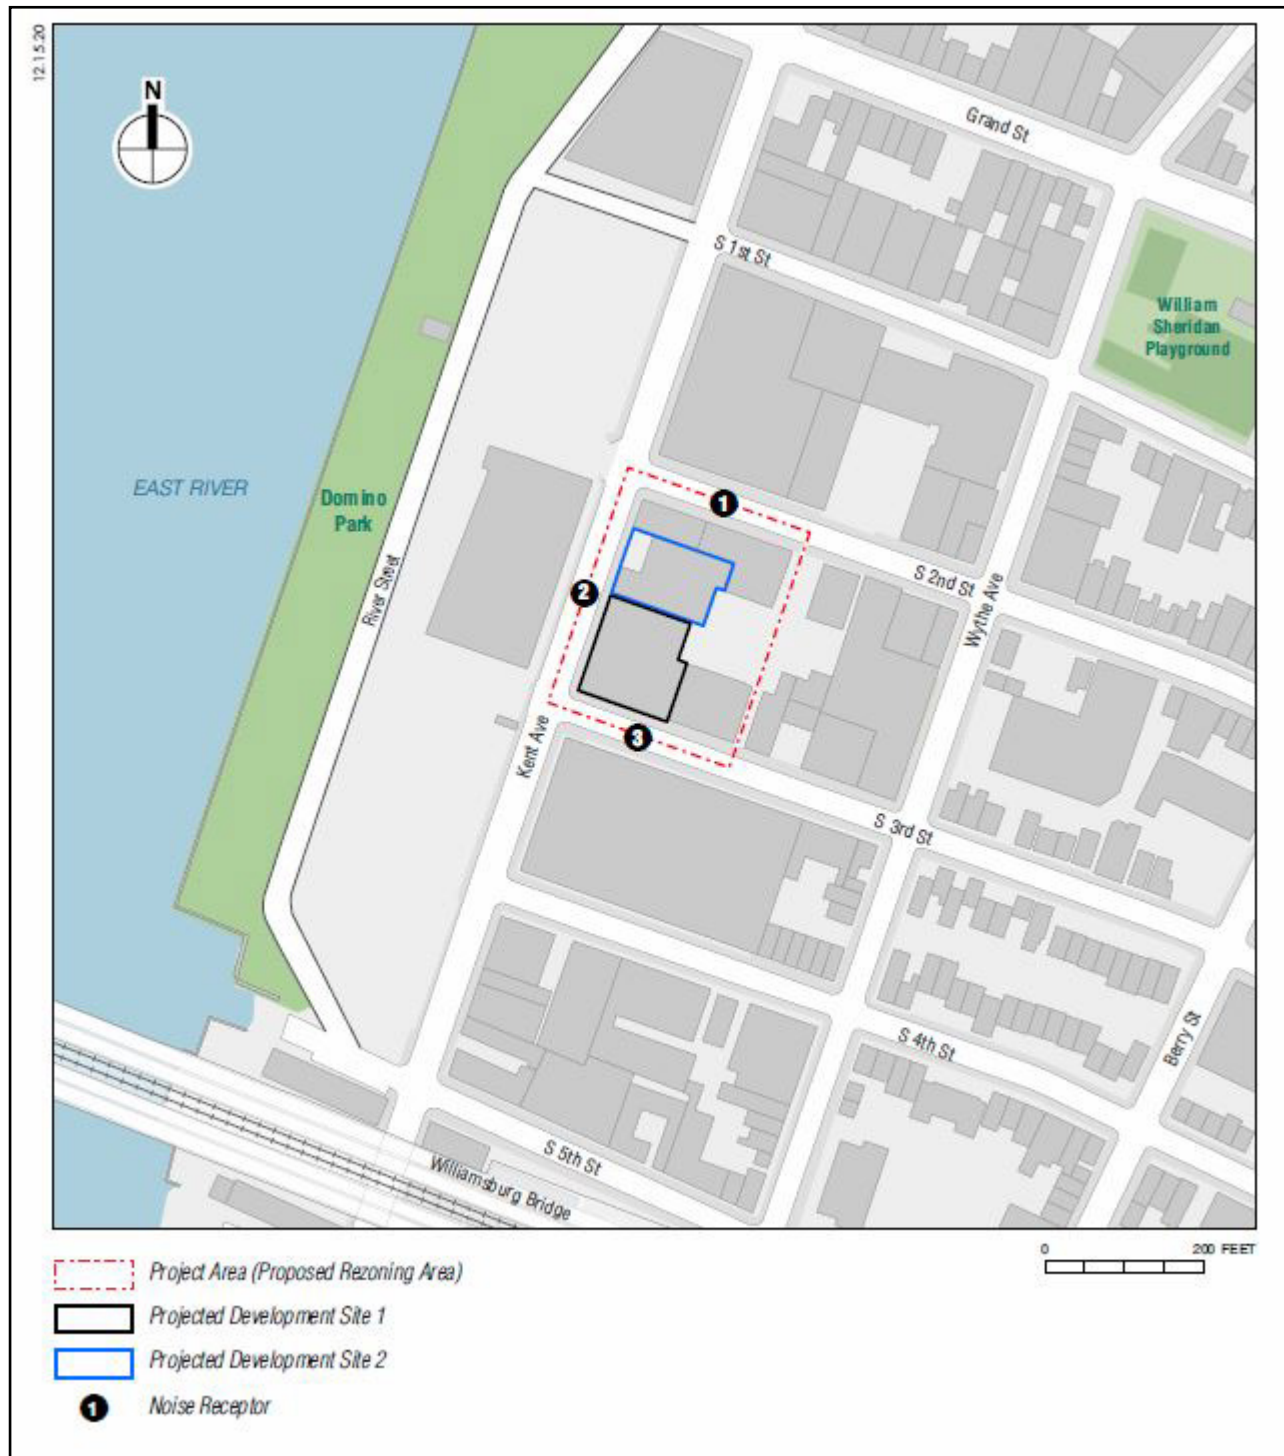 12.15.20
N
Grand St
S 1st St
William
Sheridan
Playground
EAST RIVER
Domino
Park
1
S 2nd St
River Street
2
Wythe Ave
3
Kent Ave
S 3rd St
S 4th St
Berry St
S 5th St
Williamsburg Bridge
0 200 FEET
Project Area (Proposed Rezoning Area)
Projected Development Site 1
Projected Development Site 2
1 Noise Receptor